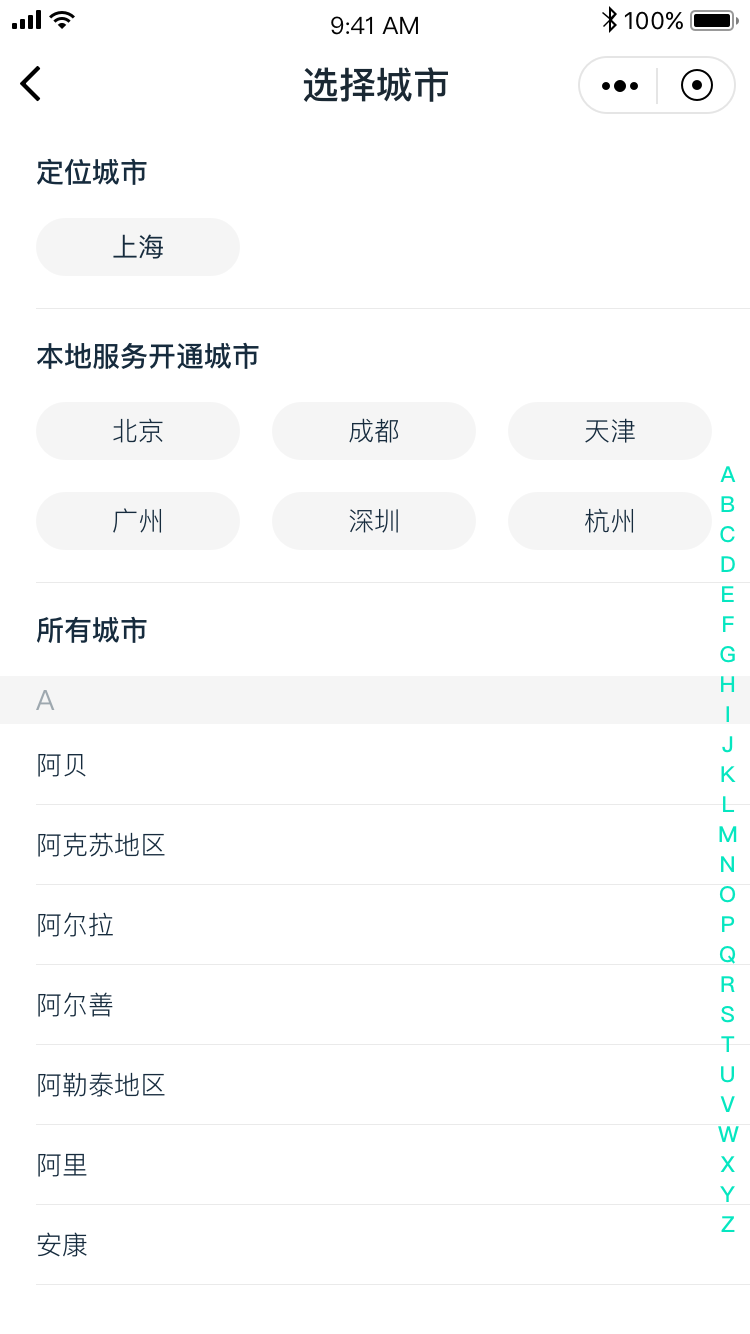 9:41 AM
100%
选择城市
定位城市
上海
本地服务开通城市
北京 成都 天津
广州 深圳 杭州
所有城市
A
阿贝
阿克苏地区
阿尔拉
阿尔善
阿勒泰地区
阿里
安康
A
B
C
D
E
F
G
H
I
J
K
L
M
N
O
P
Q
R
S
T
U
V
W
X
Y
Z